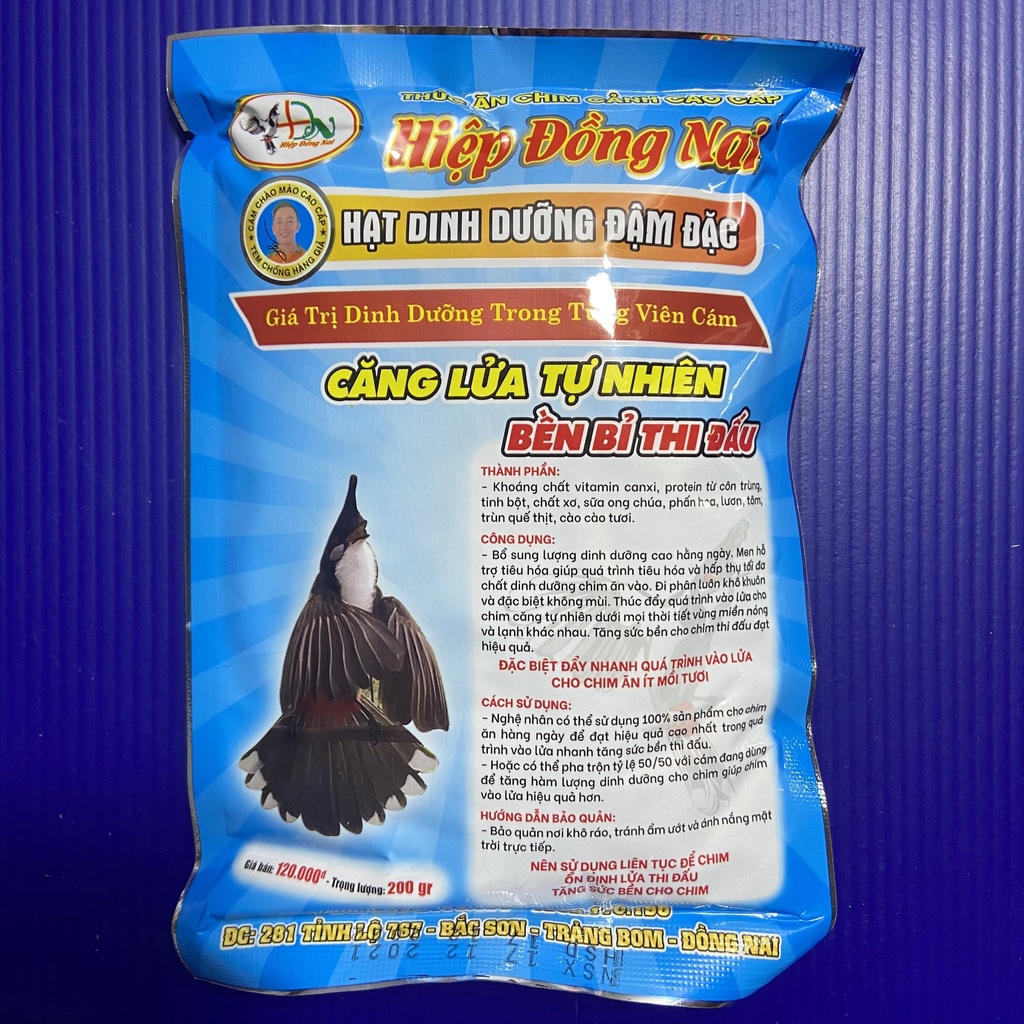 THỨC ĂN CHIM CẢNH CAO CẤP
HĐN
Hiệp Đồng Nai
Hiệp Đồng Nai
CÁM CHÀO MÀO CAO CẤP
TEM CHỐNG HÀNG GIẢ
HẠT DINH DƯỠNG ĐẬM ĐẶC
Giá Trị Dinh Dưỡng Trong Từng Viên Cám
CĂNG LỬA TỰ NHIÊN
BỀN BỈ THI ĐẤU
THÀNH PHẦN:
- Khoáng chất vitamin canxi, protein từ côn trùng,
tinh bột, chất xơ, sữa ong chúa, phấn hoa, lươn, tôm,
trùn quế thịt, cào cào tươi.
CÔNG DỤNG:
- Bổ sung lượng dinh dưỡng cao hằng ngày. Men hỗ
trợ tiêu hóa giúp quá trình tiêu hóa và hấp thụ tối đa
chất dinh dưỡng chim ăn vào. Đi phân luôn khô khuôn
và đặc biệt không mùi. Thúc đẩy quá trình vào lửa cho
chim căng tự nhiên dưới mọi thời tiết vùng miền nóng
và lạnh khác nhau. Tăng sức bền cho chim thi đấu đạt
hiệu quả.
ĐẶC BIỆT ĐẨY NHANH QUÁ TRÌNH VÀO LỬA
CHO CHIM ĂN ÍT MỒI TƯƠI
CÁCH SỬ DỤNG:
- Nghệ nhân có thể sử dụng 100% sản phẩm cho chim
ăn hàng ngày để đạt hiệu quả cao nhất trong quá
trình vào lửa nhanh tăng sức bền thi đấu.
- Hoặc có thể pha trộn tỷ lệ 50/50 với cám đang dùng
để tăng hàm lượng dinh dưỡng cho chim giúp chim
vào lửa hiệu quả hơn.
HƯỚNG DẪN BẢO QUẢN:
- Bảo quản nơi khô ráo, tránh ẩm ướt và ánh nắng mặt
trời trực tiếp.
NÊN SỬ DỤNG LIÊN TỤC ĐỂ CHIM
ỔN ĐỊNH LỬA THI ĐẤU
TĂNG SỨC BỀN CHO CHIM
Giá bán: 120.000đ - Trọng lượng: 200 gr
ĐC: 281 TỈNH LỘ 767 - BẮC SƠN - TRẢNG BOM - ĐỒNG NAI
HSD
NSX 17 12 2021